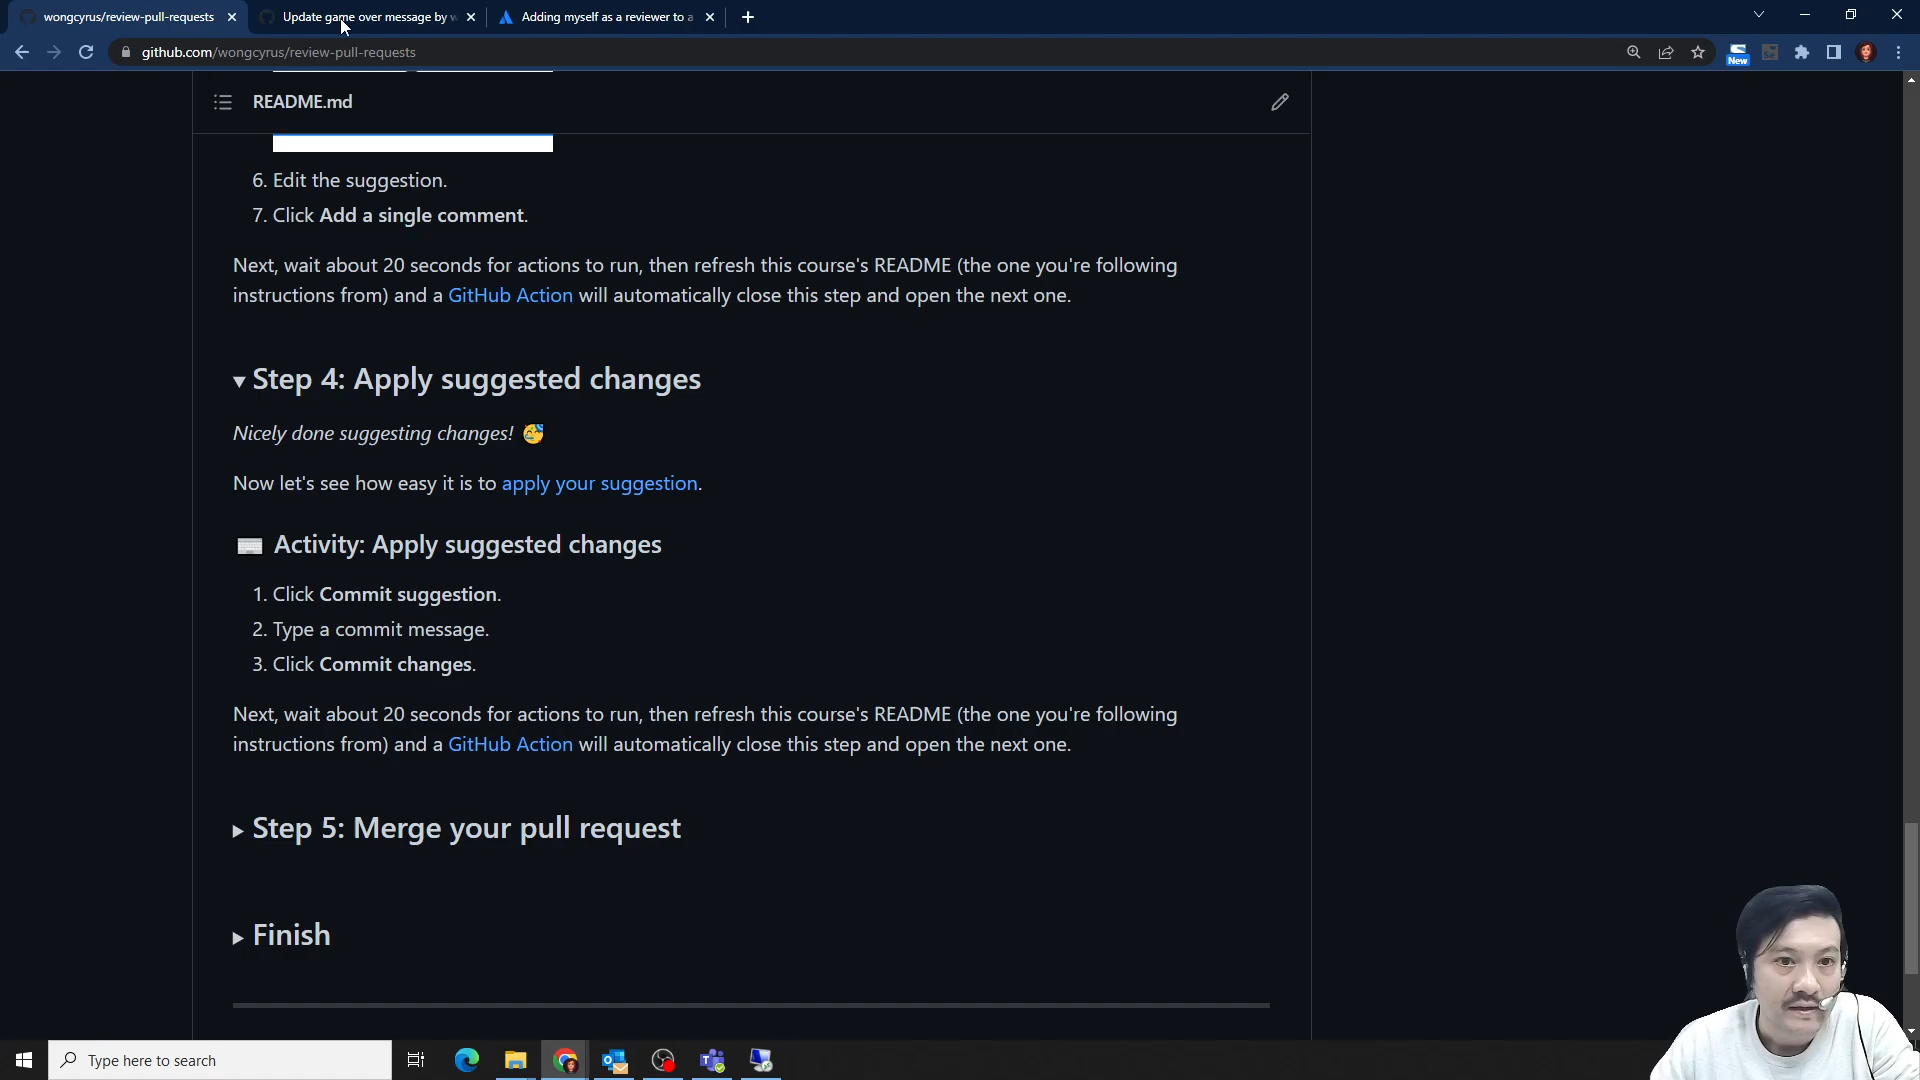 wongcyrus/review-pull-requests
Update game over message by w
Adding myself as a reviewer to a
github.com/wongcyrus/review-pull-requests
New
README.md
6. Edit the suggestion.
7. Click Add a single comment.
Next, wait about 20 seconds for actions to run, then refresh this course's README (the one you're following
instructions from) and a GitHub Action will automatically close this step and open the next one.
Step 4: Apply suggested changes
Nicely done suggesting changes! 🥳
Now let's see how easy it is to apply your suggestion.
⌨️ Activity: Apply suggested changes
1. Click Commit suggestion.
2. Type a commit message.
3. Click Commit changes.
Next, wait about 20 seconds for actions to run, then refresh this course's README (the one you're following
instructions from) and a GitHub Action will automatically close this step and open the next one.
Step 5: Merge your pull request
Finish
Type here to search